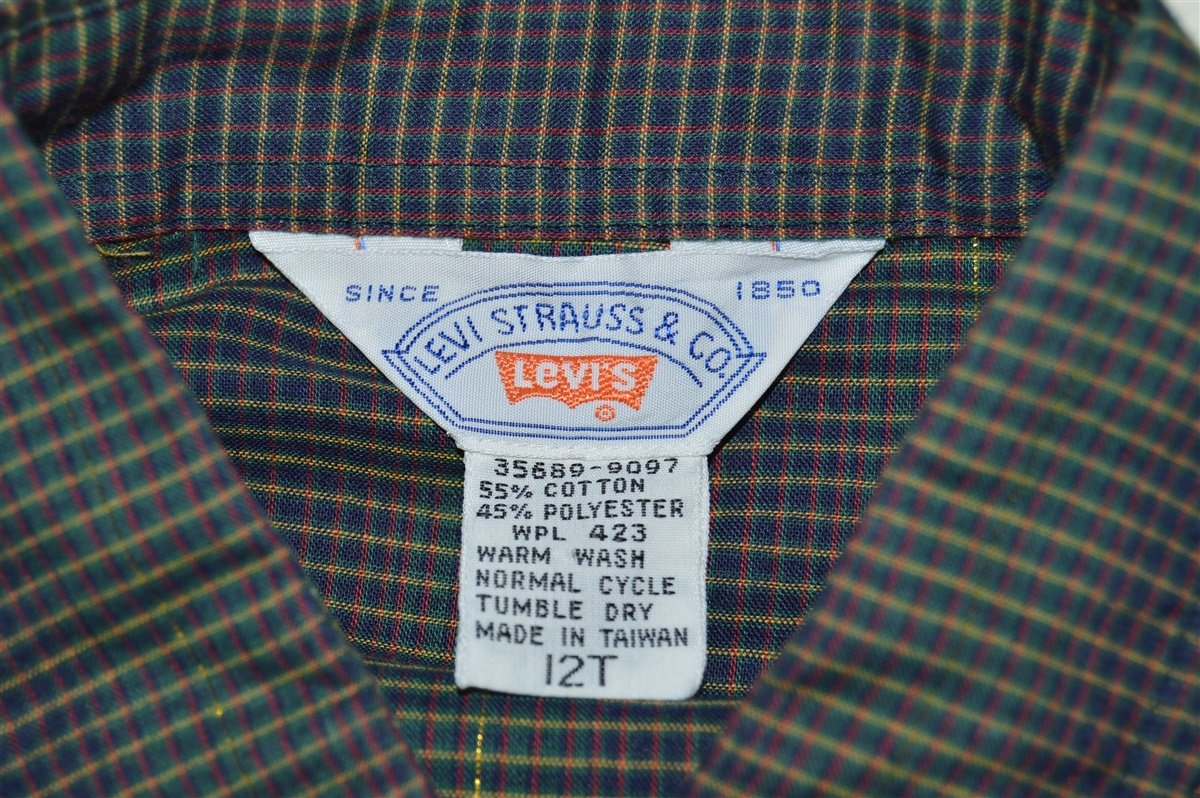 SINCE 1850
LEVI STRAUSS & CO.
LEVI'S ®
35689-9097
55% COTTON
45% POLYESTER
WPL 423
WARM WASH
NORMAL CYCLE
TUMBLE DRY
MADE IN TAIWAN
12T